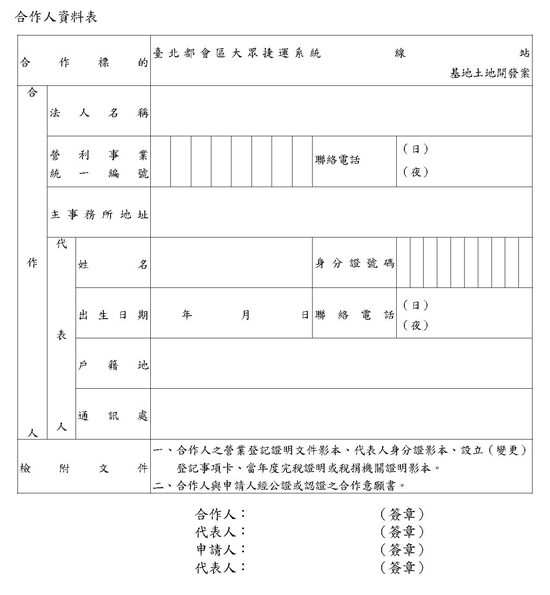 合作人資料表
合作標的
臺北都會區大眾捷運系統 線 站
基地土地開發案
合作人
法人名稱
營利事業
統一編號
聯絡電話
（日）
（夜）
主事務所地址
代表人
姓名
身分證號碼
出生日期
年 月 日
聯絡電話
（日）
（夜）
戶籍地
通訊處
檢附文件
一、合作人之營業登記證明文件影本、代表人身分證影本、設立（變更）
登記事項卡、當年度完稅證明或稅捐機關證明影本。
二、合作人與申請人經公證或認證之合作意願書。
合作人： （簽章）
代表人： （簽章）
申請人： （簽章）
代表人： （簽章）